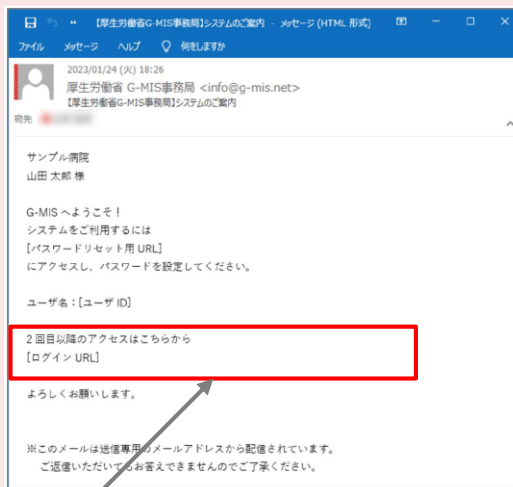 【厚生労働省G-MIS事務局】システムのご案内 - メッセージ (HTML 形式)
ファイル メッセージ ヘルプ 何をしますか
2023/01/24 (火) 18:26
厚生労働省 G-MIS事務局 <info@g-mis.net>
【厚生労働省G-MIS事務局】システムのご案内
宛先
サンプル病院
山田 太郎 様
G-MIS へようこそ！
システムをご利用するには
[パスワードリセット用 URL]
にアクセスし、パスワードを設定してください。
ユーザ名：[ユーザ ID]
2 回目以降のアクセスはこちらから
[ログイン URL]
よろしくお願いします。
※このメールは送信専用のメールアドレスから配信されています。
ご返信いただいてもお答えできませんのでご了承ください。